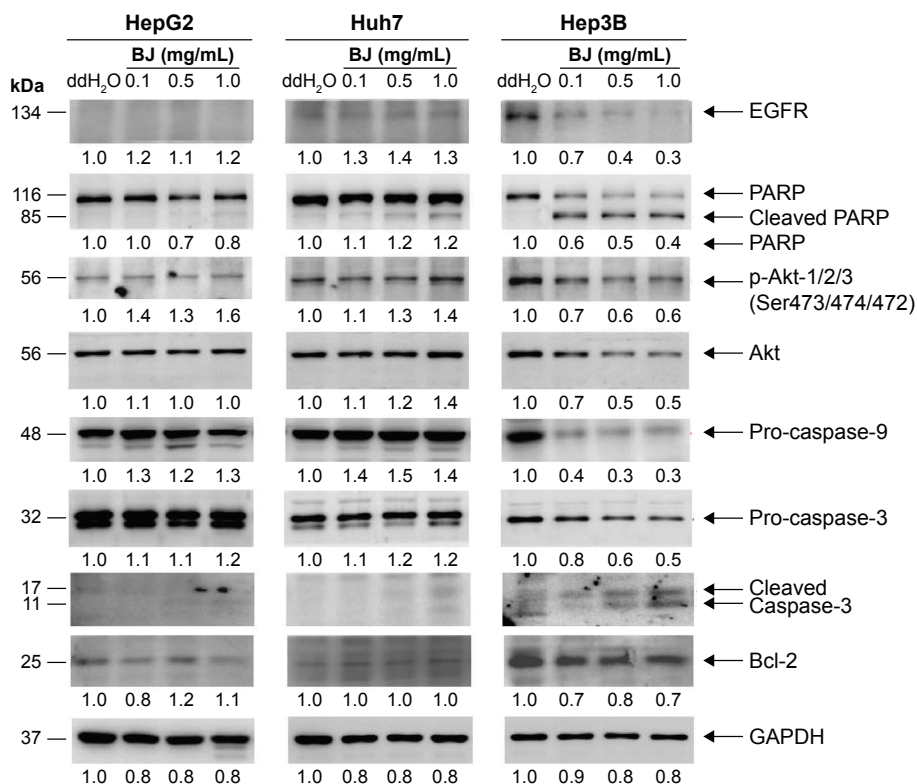 HepG2 Huh7 Hep3B
BJ (mg/mL) BJ (mg/mL) BJ (mg/mL)
kDa ddH2O 0.1 0.5 1.0 ddH2O 0.1 0.5 1.0 ddH2O 0.1 0.5 1.0
134 EGFR
1.0 1.2 1.1 1.2 1.0 1.3 1.4 1.3 1.0 0.7 0.4 0.3
116 PARP
85 Cleaved PARP
1.0 1.0 0.7 0.8 1.0 1.1 1.2 1.2 1.0 0.6 0.5 0.4 PARP
56 p-Akt-1/2/3
(Ser473/474/472)
1.0 1.4 1.3 1.6 1.0 1.1 1.3 1.4 1.0 0.7 0.6 0.6
56 Akt
1.0 1.1 1.0 1.0 1.0 1.1 1.2 1.4 1.0 0.7 0.5 0.5
48 Pro-caspase-9
1.0 1.3 1.2 1.3 1.0 1.4 1.5 1.4 1.0 0.4 0.3 0.3
32 Pro-caspase-3
1.0 1.1 1.1 1.2 1.0 1.1 1.2 1.2 1.0 0.8 0.6 0.5
17 Cleaved
11 Caspase-3
25 Bcl-2
1.0 0.8 1.2 1.1 1.0 1.0 1.0 1.0 1.0 0.7 0.8 0.7
37 GAPDH
1.0 0.8 0.8 0.8 1.0 0.8 0.8 0.8 1.0 0.9 0.8 0.8